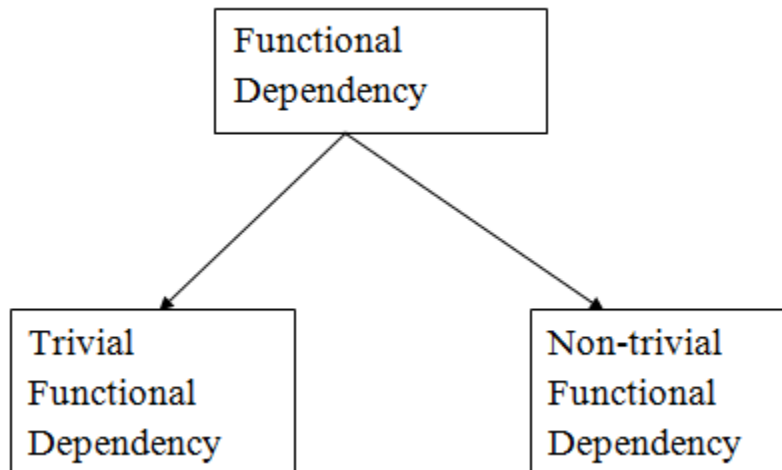 Functional
Dependency
Trivial
Functional
Dependency
Non-trivial
Functional
Dependency